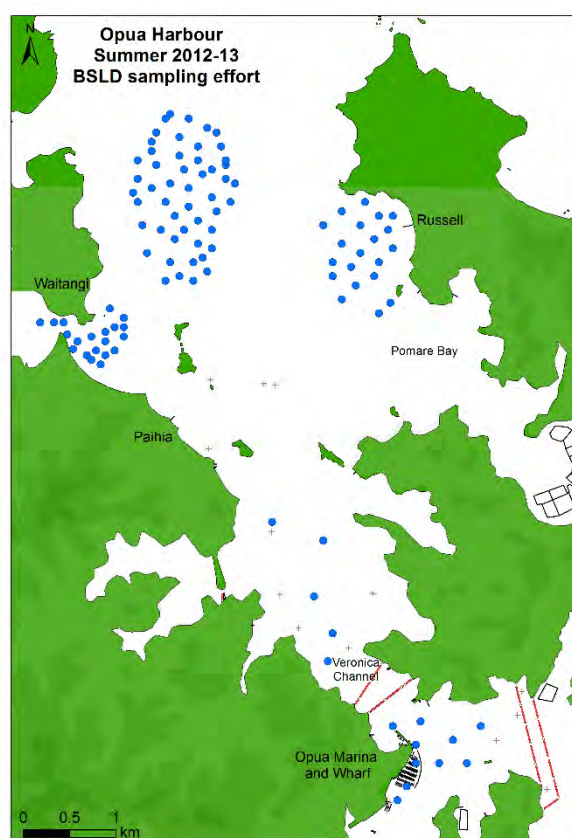 Opua Harbour
Summer 2012-13
BSLD sampling effort
N
Russell
Waitangi
Pomare Bay
Paihia
Veronica
Channel
Opua Marina
and Wharf
0 0.5 1
km